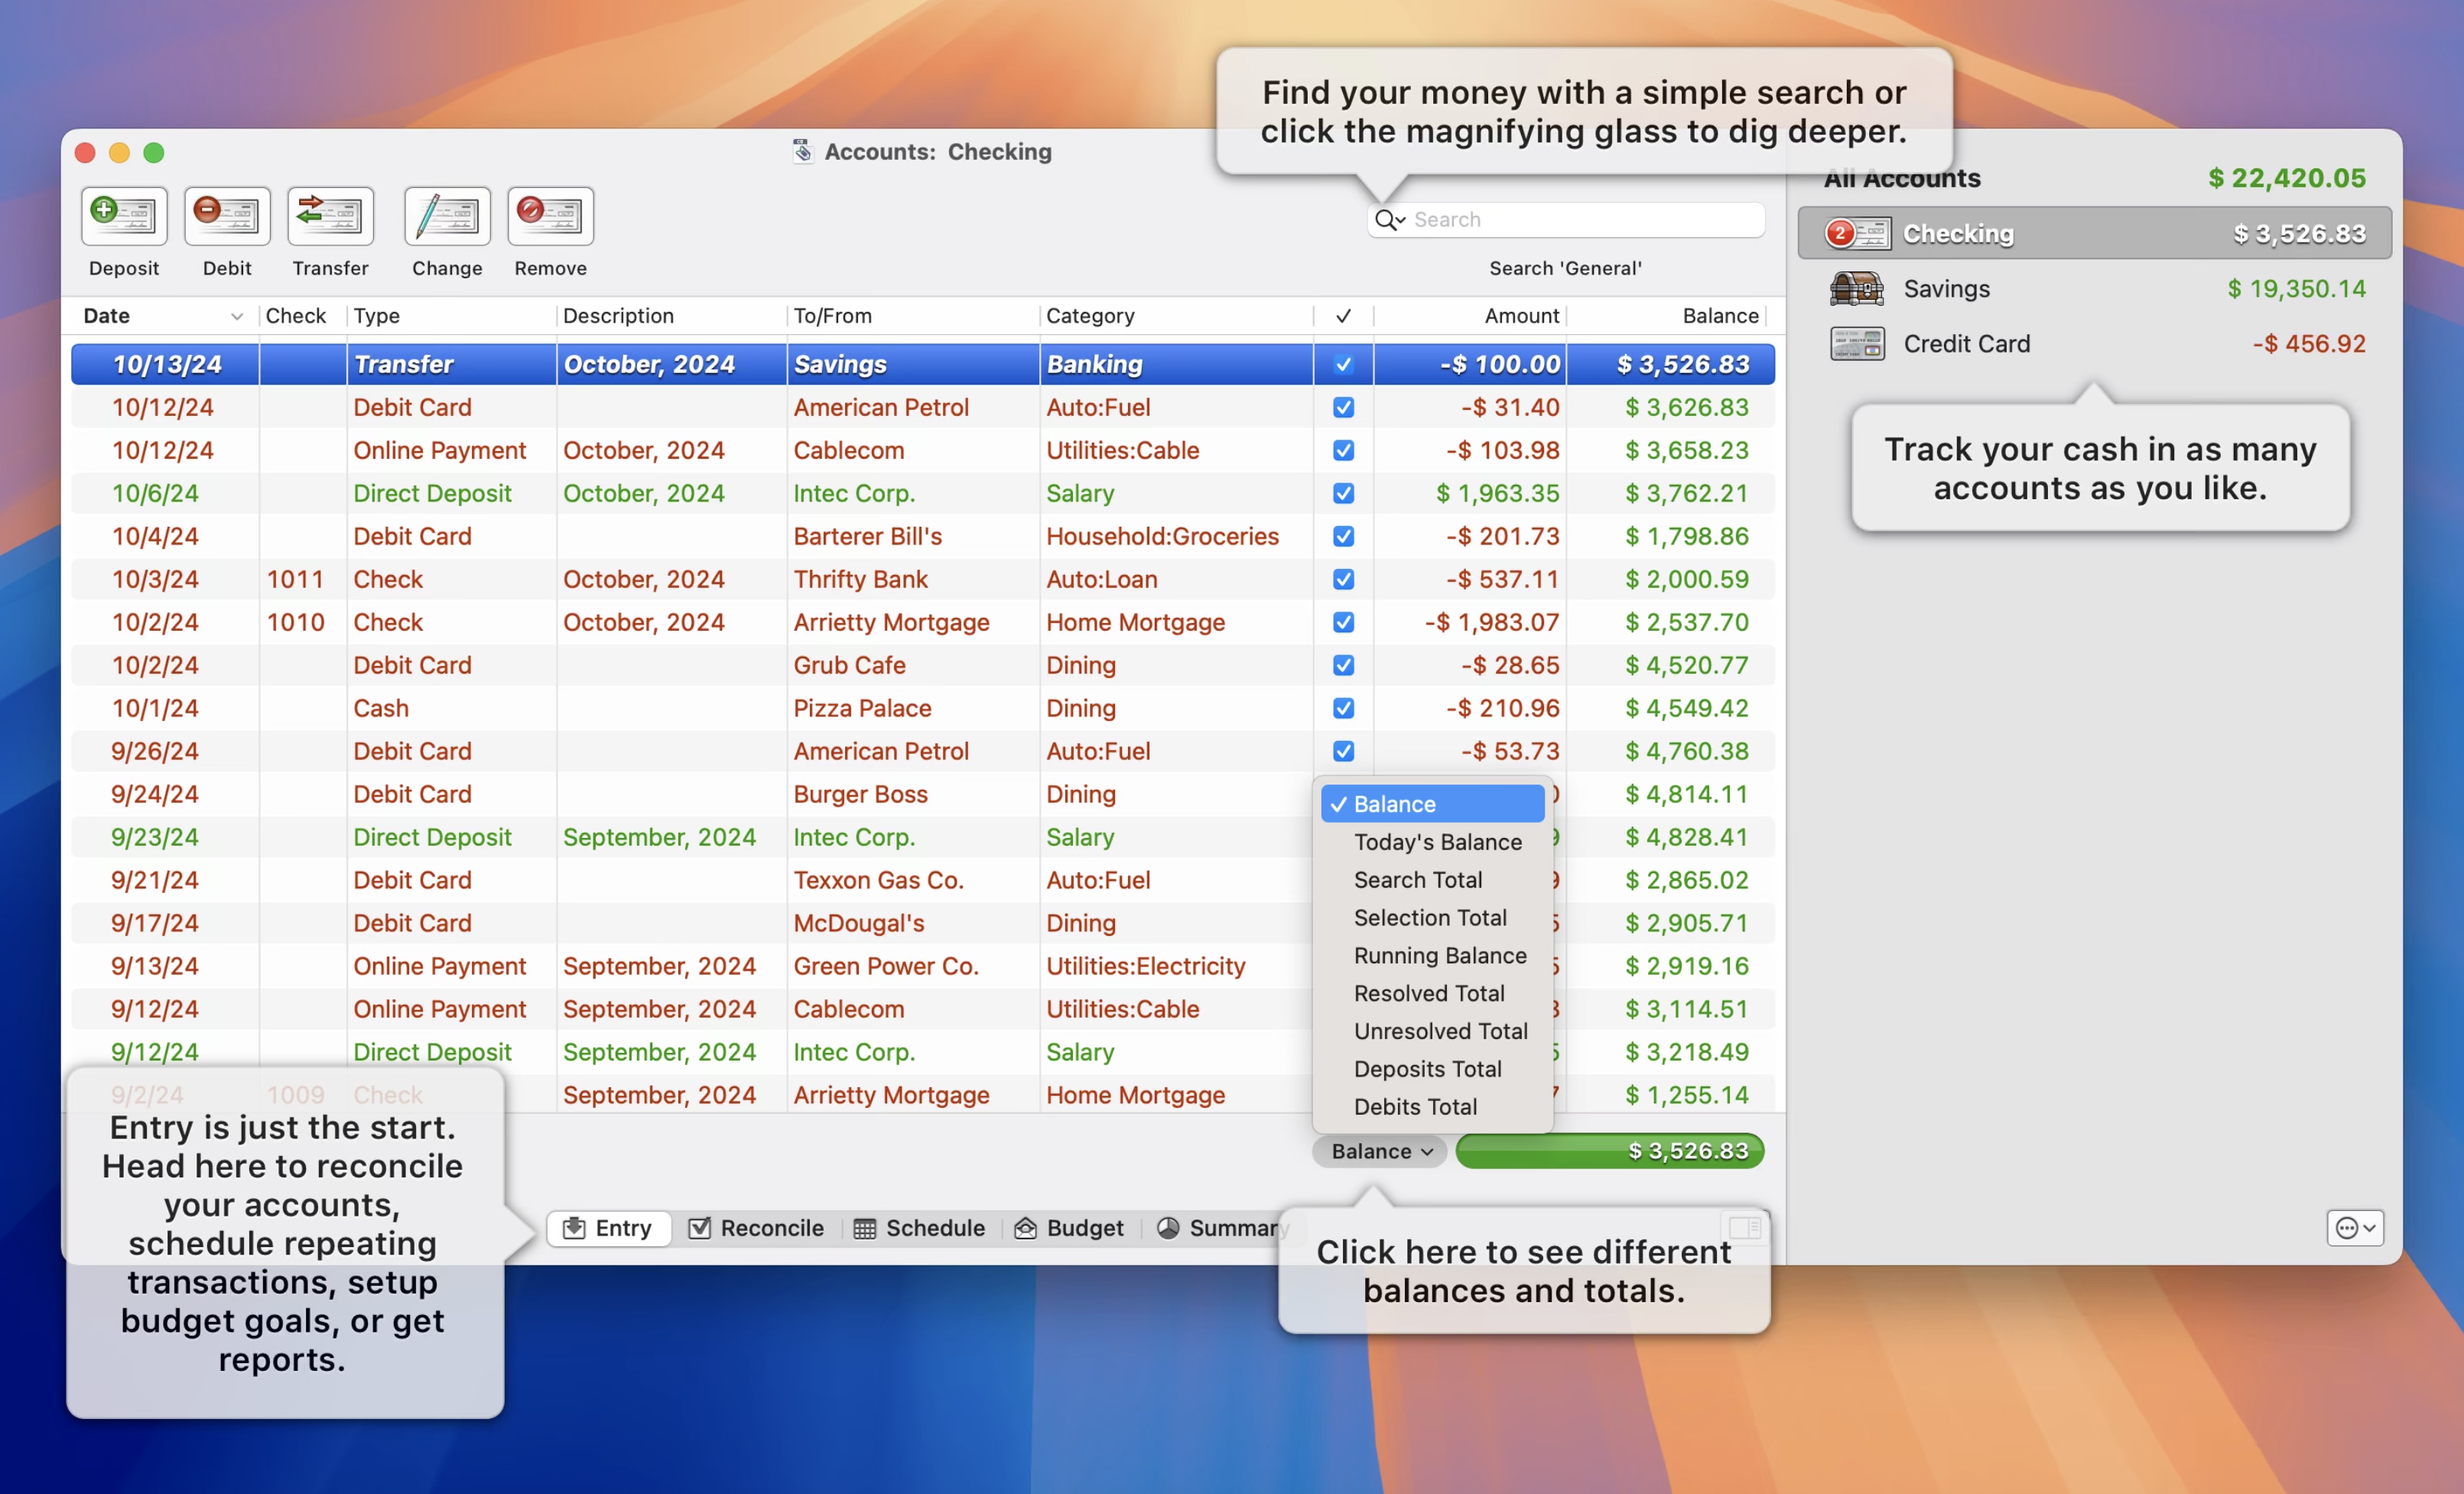 Find your money with a simple search or
click the magnifying glass to dig deeper.
Accounts: Checking
Deposit Debit Transfer Change Remove
Search
Search 'General'
All Accounts $ 22,420.05
2 Checking $ 3,526.83
Savings $ 19,350.14
Credit Card -$ 456.92
Track your cash in as many
accounts as you like.
Date Check Type Description To/From Category ✓ Amount Balance
10/13/24 Transfer October, 2024 Savings Banking -$ 100.00 $ 3,526.83
10/12/24 Debit Card American Petrol Auto:Fuel -$ 31.40 $ 3,626.83
10/12/24 Online Payment October, 2024 Cablecom Utilities:Cable -$ 103.98 $ 3,658.23
10/6/24 Direct Deposit October, 2024 Intec Corp. Salary $ 1,963.35 $ 3,762.21
10/4/24 Debit Card Barterer Bill's Household:Groceries -$ 201.73 $ 1,798.86
10/3/24 1011 Check October, 2024 Thrifty Bank Auto:Loan -$ 537.11 $ 2,000.59
10/2/24 1010 Check October, 2024 Arrietty Mortgage Home Mortgage -$ 1,983.07 $ 2,537.70
10/2/24 Debit Card Grub Cafe Dining -$ 28.65 $ 4,520.77
10/1/24 Cash Pizza Palace Dining -$ 210.96 $ 4,549.42
9/26/24 Debit Card American Petrol Auto:Fuel -$ 53.73 $ 4,760.38
9/24/24 Debit Card Burger Boss Dining $ 4,814.11
9/23/24 Direct Deposit September, 2024 Intec Corp. Salary $ 4,828.41
9/21/24 Debit Card Texxon Gas Co. Auto:Fuel $ 2,865.02
9/17/24 Debit Card McDougal's Dining $ 2,905.71
9/13/24 Online Payment September, 2024 Green Power Co. Utilities:Electricity $ 2,919.16
9/12/24 Online Payment September, 2024 Cablecom Utilities:Cable $ 3,114.51
9/12/24 Direct Deposit September, 2024 Intec Corp. Salary $ 3,218.49
9/2/24 1009 Check September, 2024 Arrietty Mortgage Home Mortgage $ 1,255.14
✓ Balance
Today's Balance
Search Total
Selection Total
Running Balance
Resolved Total
Unresolved Total
Deposits Total
Debits Total
Balance $ 3,526.83
Entry is just the start.
Head here to reconcile
your accounts,
schedule repeating
transactions, setup
budget goals, or get
reports.
Entry Reconcile Schedule Budget Summary
Click here to see different
balances and totals.